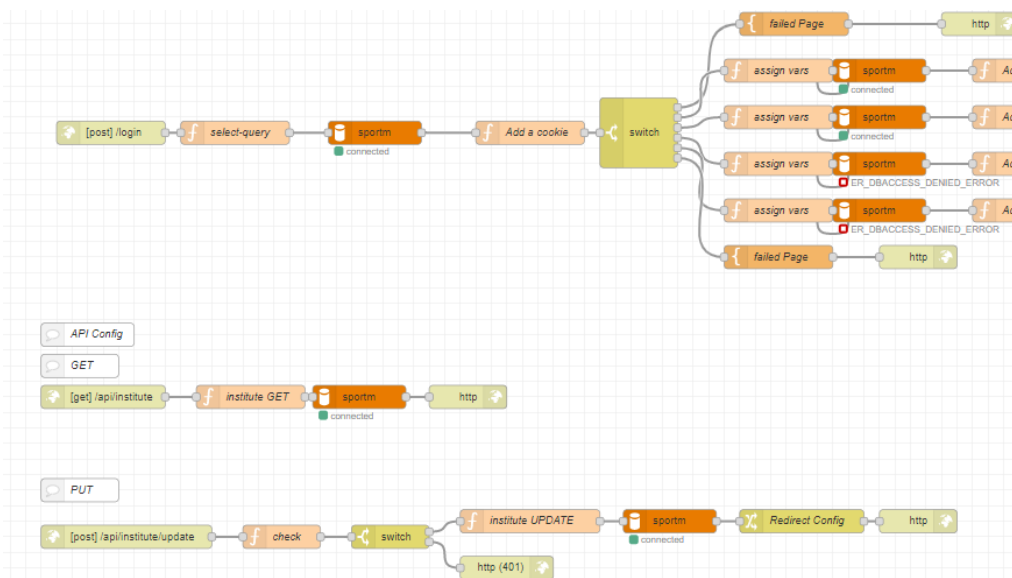 failed Page
http
assign vars
sportm
connected
assign vars
sportm
connected
[post] /login
select-query
sportm
connected
Add a cookie
switch
assign vars
sportm
ER_DBACCESS_DENIED_ERROR
assign vars
sportm
ER_DBACCESS_DENIED_ERROR
failed Page
http
API Config
GET
[get] /api/institute
institute GET
sportm
connected
http
PUT
[post] /api/institute/update
check
switch
institute UPDATE
sportm
connected
Redirect Config
http
http (401)